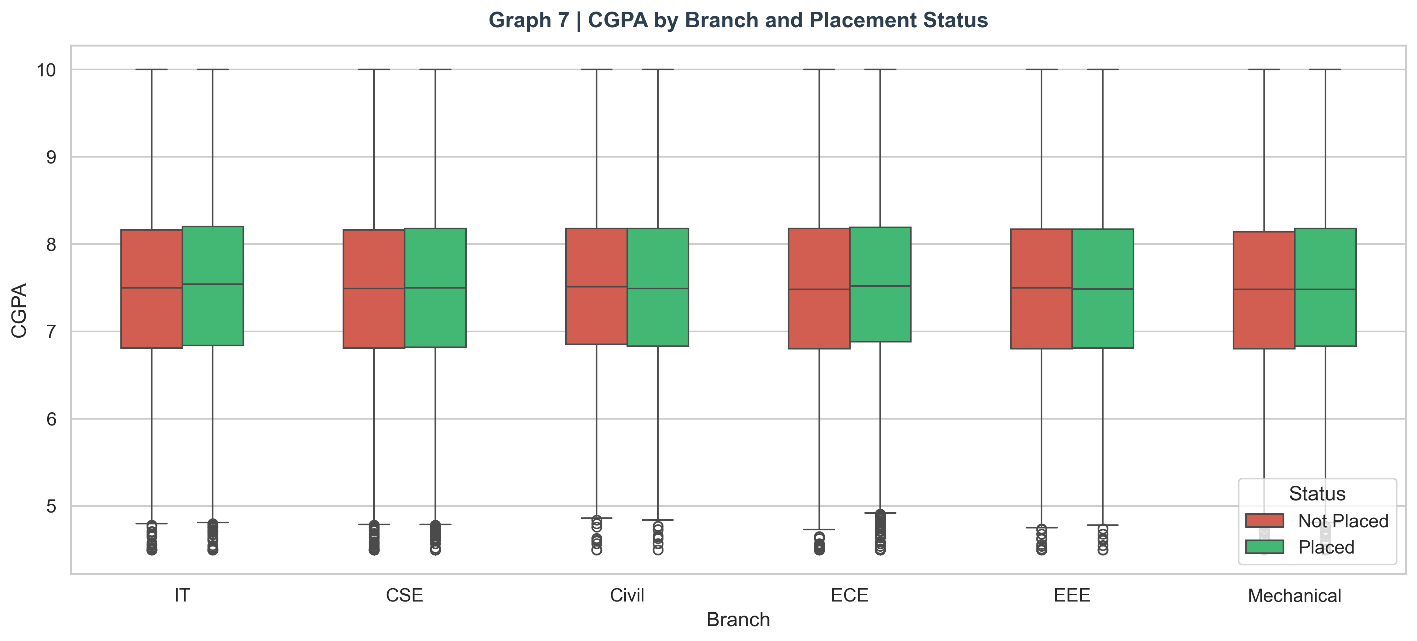 Graph 7 | CGPA by Branch and Placement Status
CGPA
10
9
8
7
6
5
IT
CSE
Civil
ECE
EEE
Mechanical
Branch
Status
Not Placed
Placed